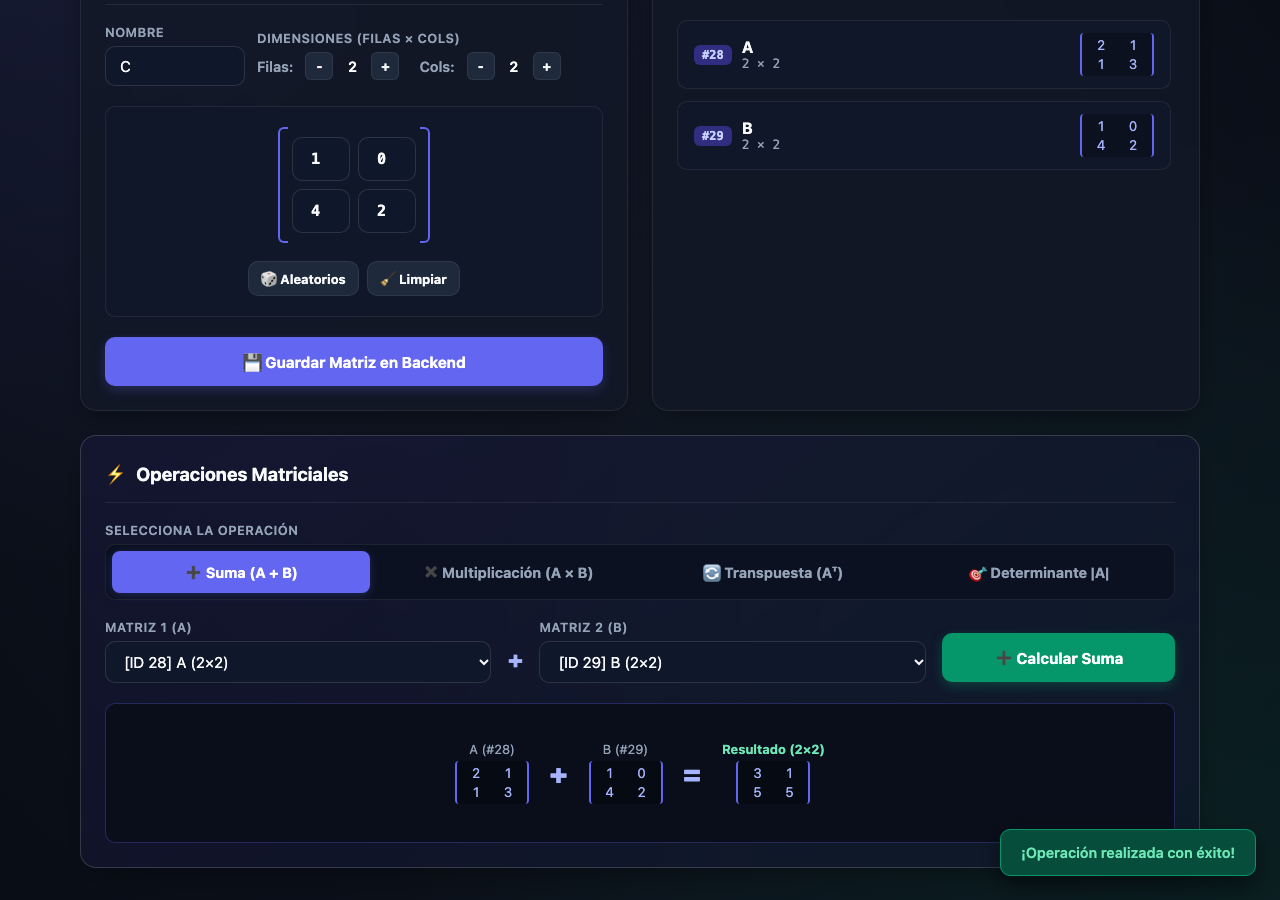 NOMBRE
DIMENSIONES (FILAS × COLS)
C
Filas: - 2 + Cols: - 2 +
1 0
4 2
🎲 Aleatorios 🧹 Limpiar
💾 Guardar Matriz en Backend
#28 A
2 × 2
2 1
1 3
#29 B
2 × 2
1 0
4 2
⚡ Operaciones Matriciales
SELECCIONA LA OPERACIÓN
➕ Suma (A + B) ✖ Multiplicación (A × B) 🔄 Transpuesta (Aᵀ) 🎯 Determinante |A|
MATRIZ 1 (A) MATRIZ 2 (B)
[ID 28] A (2×2) + [ID 29] B (2×2) ➕ Calcular Suma
A (#28) B (#29) Resultado (2×2)
2 1 + 1 0 = 3 1
1 3 4 2 5 5
¡Operación realizada con éxito!